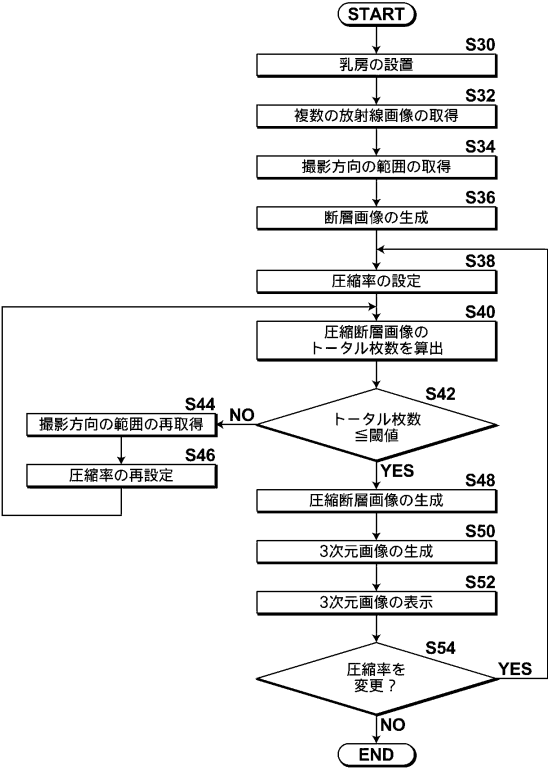 START
S30
乳房の設置
S32
複数の放射線画像の取得
S34
撮影方向の範囲の取得
S36
断層画像の生成
S38
圧縮率の設定
S40
圧縮断層画像の
トータル枚数を算出
S42
トータル枚数
≦閾値
NO
S44
撮影方向の範囲の再取得
S46
圧縮率の再設定
YES
S48
圧縮断層画像の生成
S50
3次元画像の生成
S52
3次元画像の表示
S54
圧縮率を
変更？
YES
NO
END